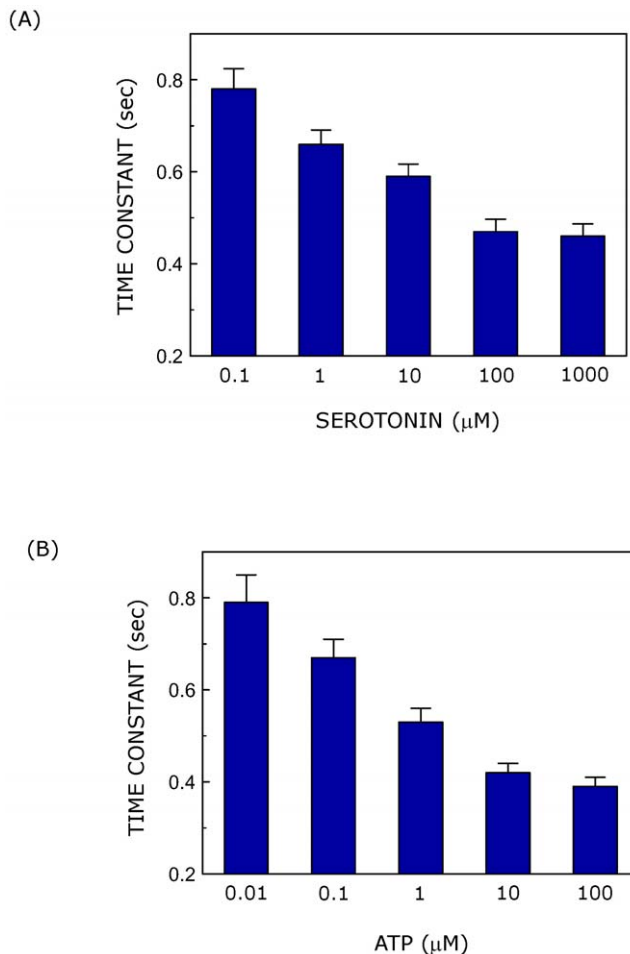 (A)
TIME CONSTANT (sec)
0.8
0.6
0.4
0.2
0.1 1 10 100 1000
SEROTONIN (μM)
(B)
TIME CONSTANT (sec)
0.8
0.6
0.4
0.2
0.01 0.1 1 10 100
ATP (μM)